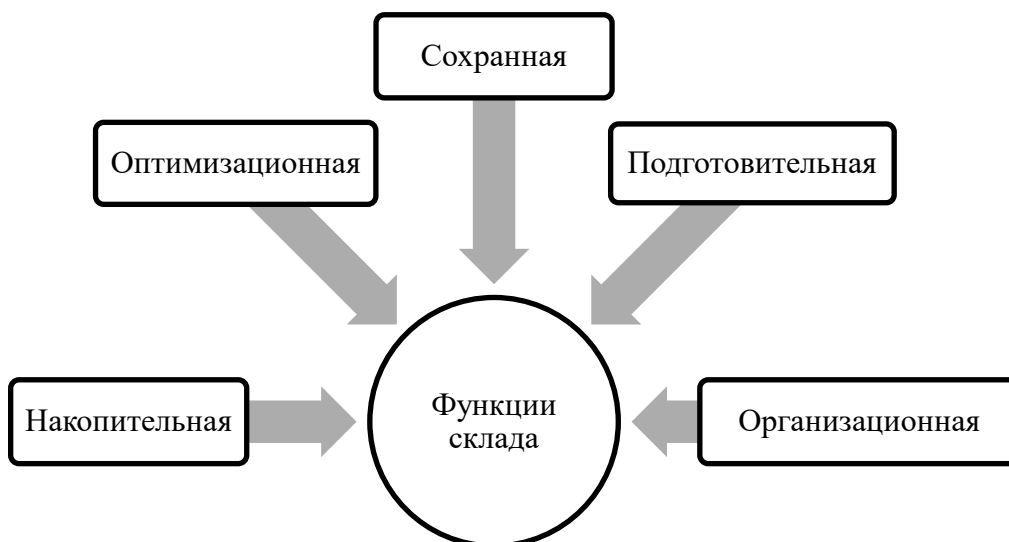 Сохранная
Оптимизационная
Подготовительная
Накопительная
Функции
склада
Организационная